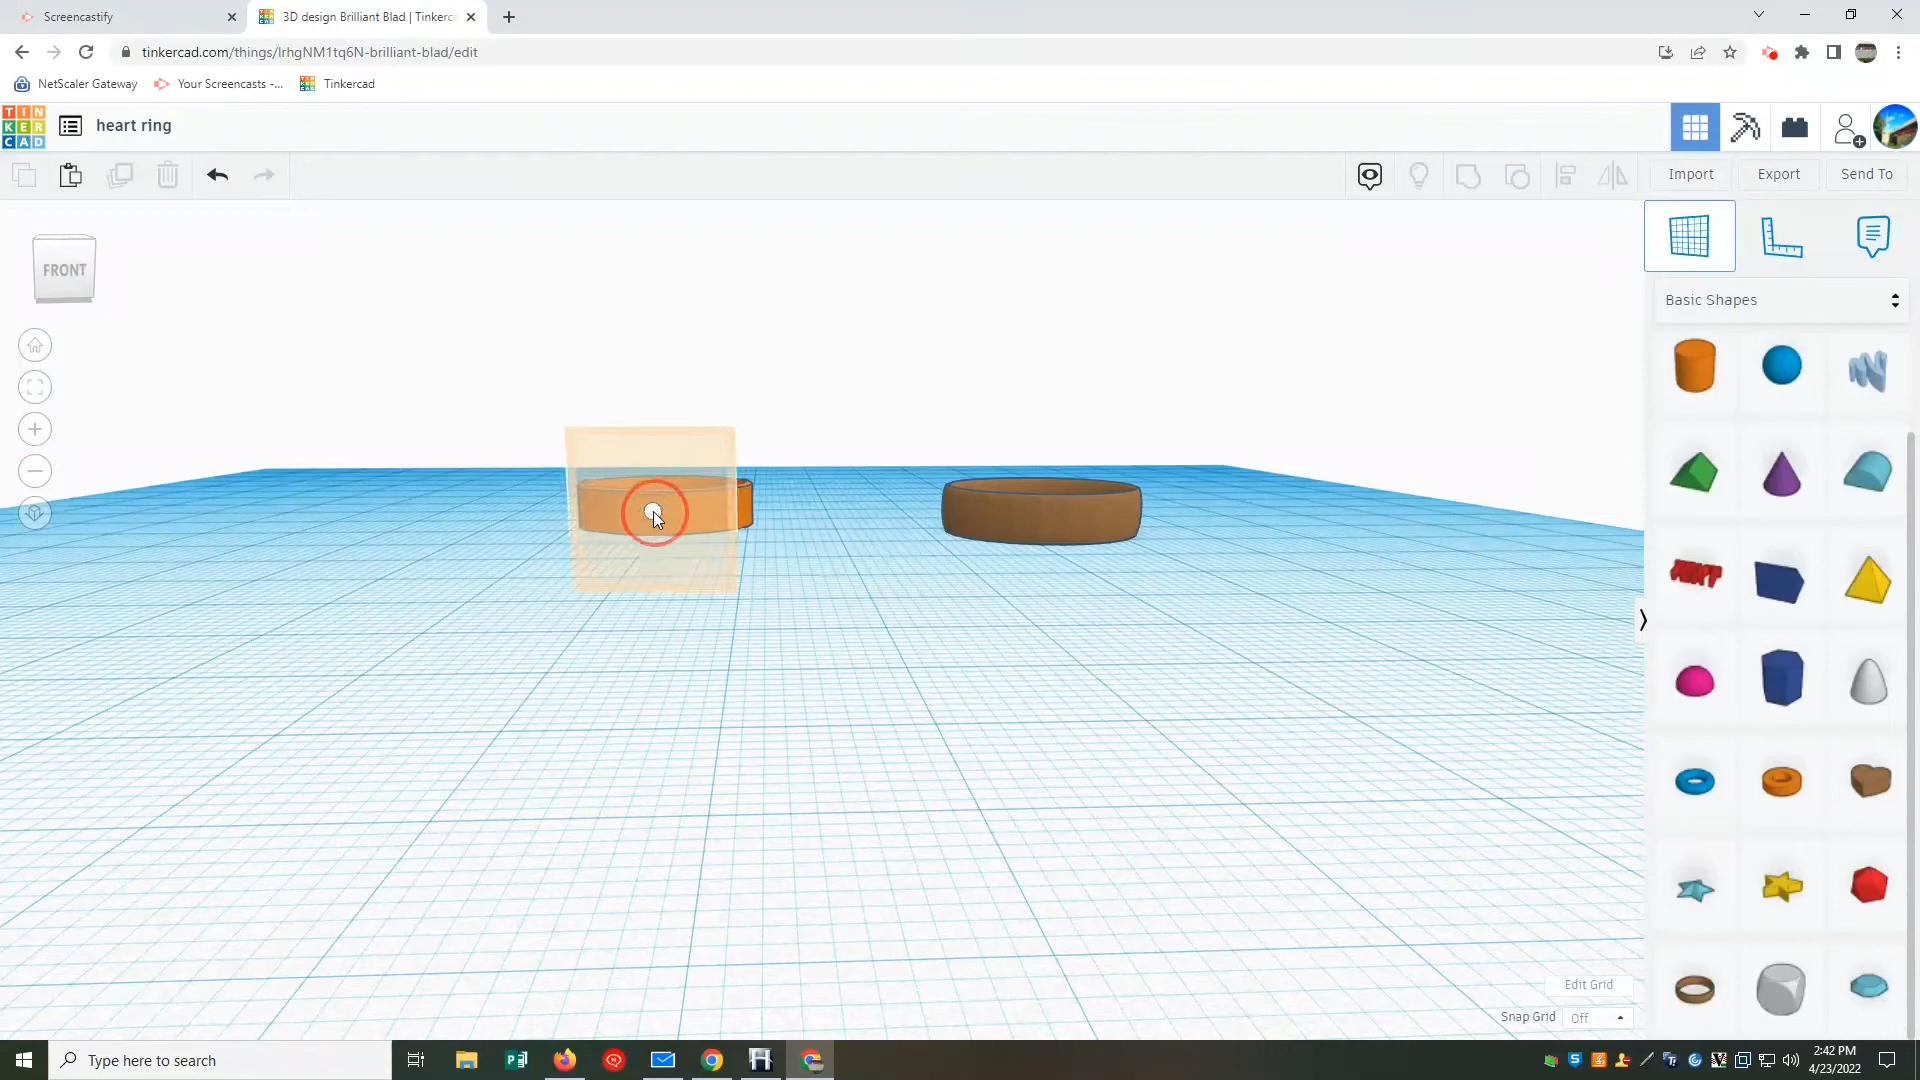 Screencastify
3D design Brilliant Blad | Tinkerca
tinkercad.com/things/lrhgNM1tq6N-brilliant-blad/edit
NetScaler Gateway
Your Screencasts -...
Tinkercad
TIN
KER
CAD
heart ring
Import
Export
Send To
FRONT
Basic Shapes
Edit Grid
Snap Grid
Off
Type here to search
2:42 PM
4/23/2022